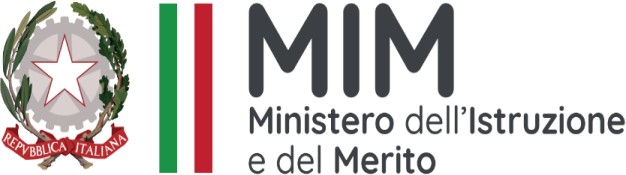 REPVBBLICA ITALIANA
MIM
Ministero dell'Istruzione
e del Merito